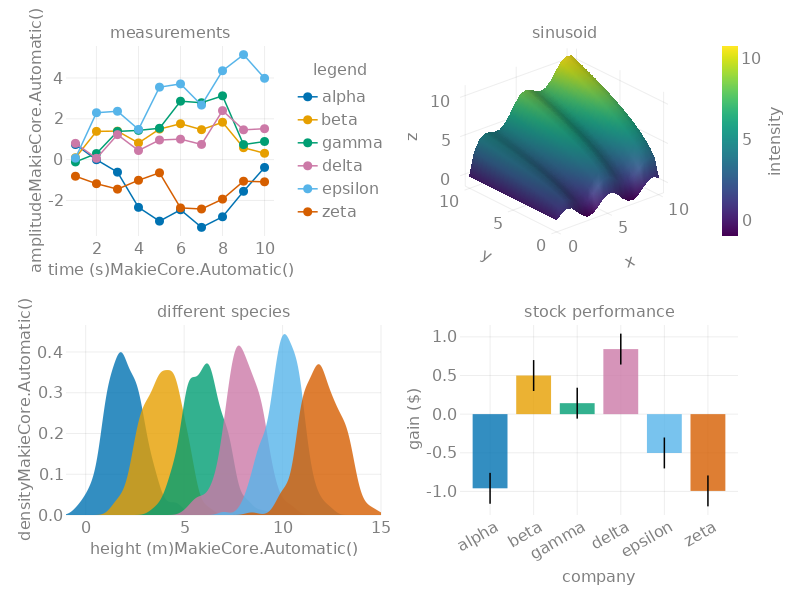 measurements
amplitudeMakieCore.Automatic()
4
2
0
-2
2
4
6
8
10
time (s)MakieCore.Automatic()
legend
alpha
beta
gamma
delta
epsilon
zeta
sinusoid
z
10
5
0
10
5
0
y
0
5
10
x
10
5
0
intensity
different species
densityMakieCore.Automatic()
0.4
0.3
0.2
0.1
0.0
0
5
10
15
height (m)MakieCore.Automatic()
stock performance
gain ($)
1.0
0.5
0.0
-0.5
-1.0
alpha
beta
gamma
delta
epsilon
zeta
company